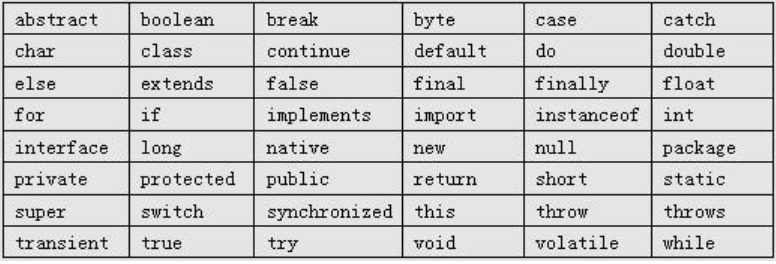 abstract boolean break byte case catch
char class continue default do double
else extends false final finally float
for if implements import instanceof int
interface long native new null package
private protected public return short static
super switch synchronized this throw throws
transient true try void volatile while